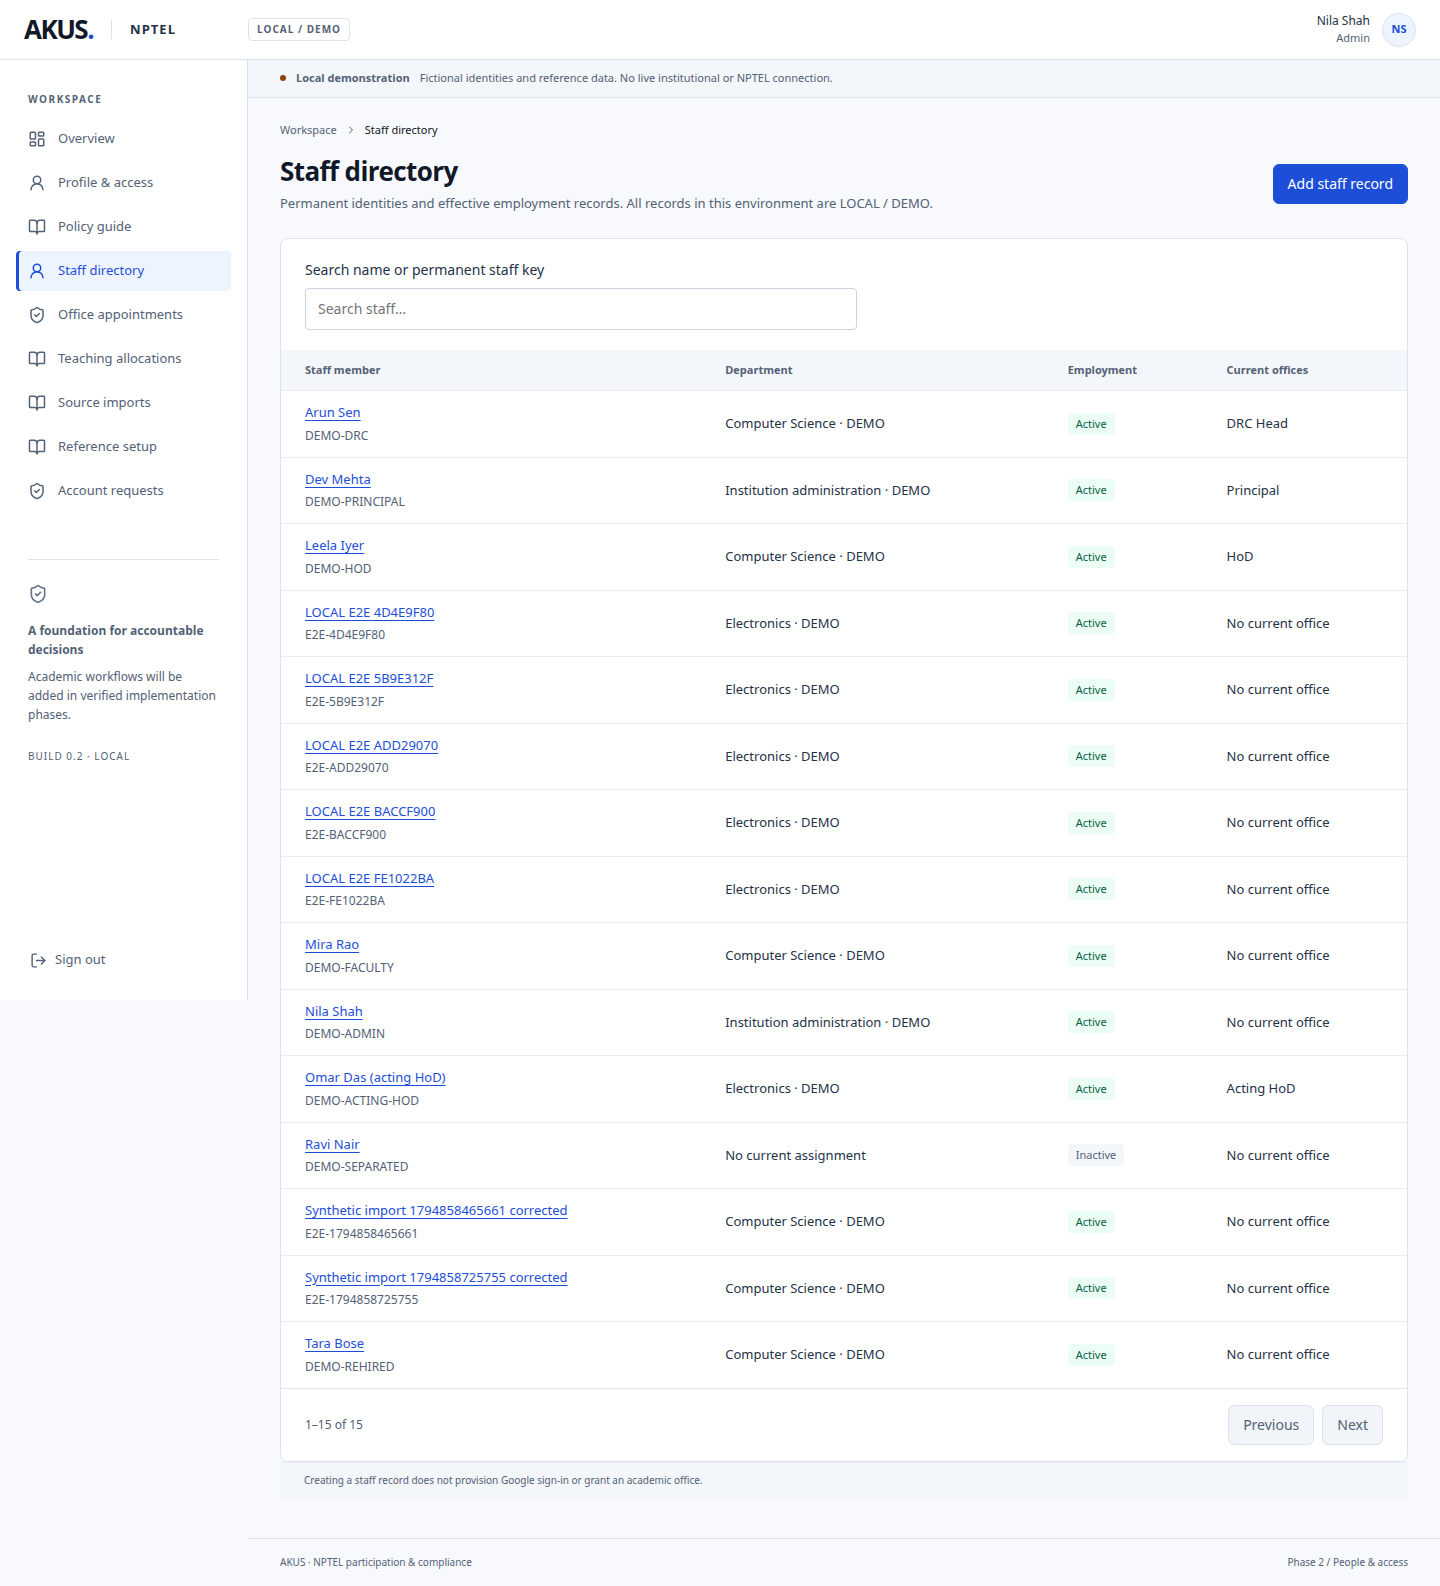 AKUS.
NPTEL
LOCAL / DEMO
Nila Shah
Admin
NS
WORKSPACE
Overview
Profile & access
Policy guide
Staff directory
Office appointments
Teaching allocations
Source imports
Reference setup
Account requests
A foundation for accountable
decisions
Academic workflows will be
added in verified implementation
phases.
BUILD 0.2 · LOCAL
Sign out
Local demonstration Fictional identities and reference data. No live institutional or NPTEL connection.
Workspace > Staff directory
Staff directory
Permanent identities and effective employment records. All records in this environment are LOCAL / DEMO.
Add staff record
Search name or permanent staff key
Search staff...
Staff member Department Employment Current offices
Arun Sen
DEMO-DRC
Computer Science · DEMO Active DRC Head
Dev Mehta
DEMO-PRINCIPAL
Institution administration · DEMO Active Principal
Leela Iyer
DEMO-HOD
Computer Science · DEMO Active HoD
LOCAL E2E 4D4E9F80
E2E-4D4E9F80
Electronics · DEMO Active No current office
LOCAL E2E 5B9E312F
E2E-5B9E312F
Electronics · DEMO Active No current office
LOCAL E2E ADD29070
E2E-ADD29070
Electronics · DEMO Active No current office
LOCAL E2E BACCF900
E2E-BACCF900
Electronics · DEMO Active No current office
LOCAL E2E FE1022BA
E2E-FE1022BA
Electronics · DEMO Active No current office
Mira Rao
DEMO-FACULTY
Computer Science · DEMO Active No current office
Nila Shah
DEMO-ADMIN
Institution administration · DEMO Active No current office
Omar Das (acting HoD)
DEMO-ACTING-HOD
Electronics · DEMO Active Acting HoD
Ravi Nair
DEMO-SEPARATED
No current assignment Inactive No current office
Synthetic import 1794858465661 corrected
E2E-1794858465661
Computer Science · DEMO Active No current office
Synthetic import 1794858725755 corrected
E2E-1794858725755
Computer Science · DEMO Active No current office
Tara Bose
DEMO-REHIRED
Computer Science · DEMO Active No current office
1–15 of 15
Previous
Next
Creating a staff record does not provision Google sign-in or grant an academic office.
AKUS · NPTEL participation & compliance
Phase 2 / People & access